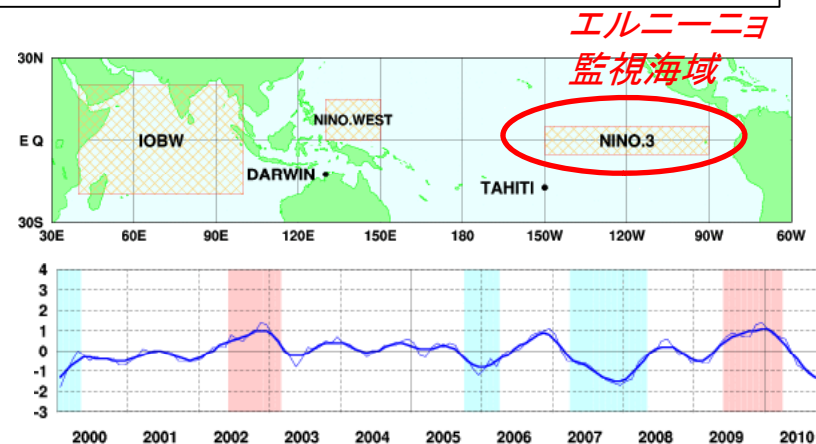 エルニーニョ
監視海域
30N
EQ
30S
IOBW
NINO.WEST
NINO.3
DARWIN
TAHITI
30E 60E 90E 120E 150E 180 150W 120W 90W 60W
4
3
2
1
0
-1
-2
-3
2000 2001 2002 2003 2004 2005 2006 2007 2008 2009 2010